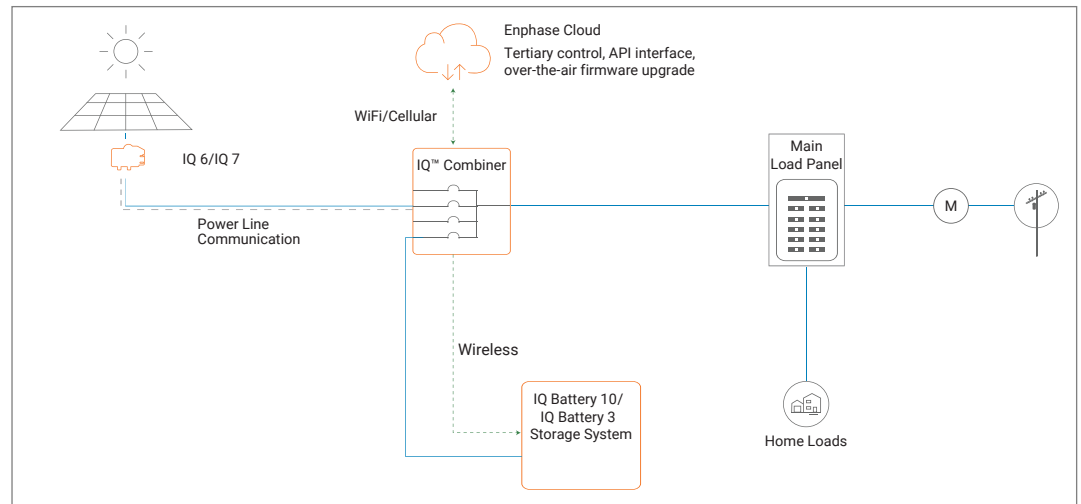 Enphase Cloud
Tertiary control, API interface,
over-the-air firmware upgrade
WiFi/Cellular
IQ 6/IQ 7
IQ™ Combiner
Main
Load Panel
M
Power Line
Communication
Wireless
IQ Battery 10/
IQ Battery 3
Storage System
Home Loads